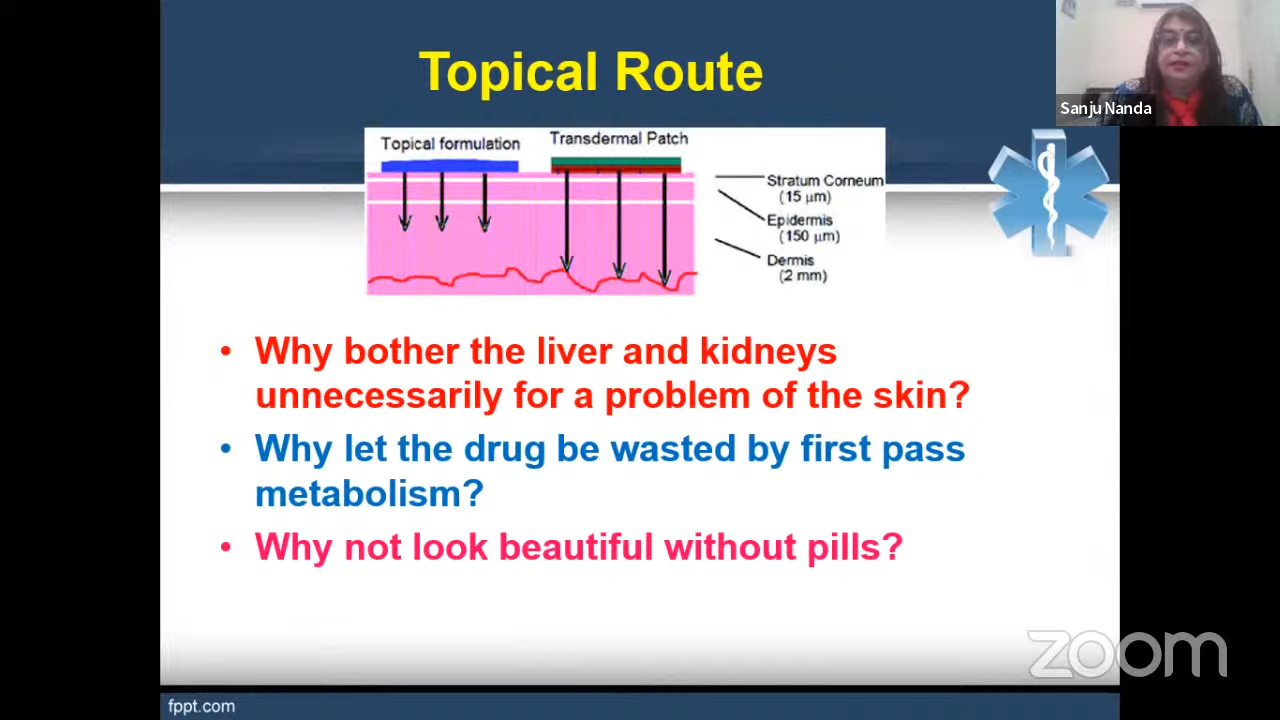 Topical Route
Sanju Nanda
Topical formulation
Transdermal Patch
Stratum Corneum
(15 μm)
Epidermis
(150 μm)
Dermis
(2 mm)
• Why bother the liver and kidneys
unnecessarily for a problem of the skin?
• Why let the drug be wasted by first pass
metabolism?
• Why not look beautiful without pills?
zoom
fppt.com